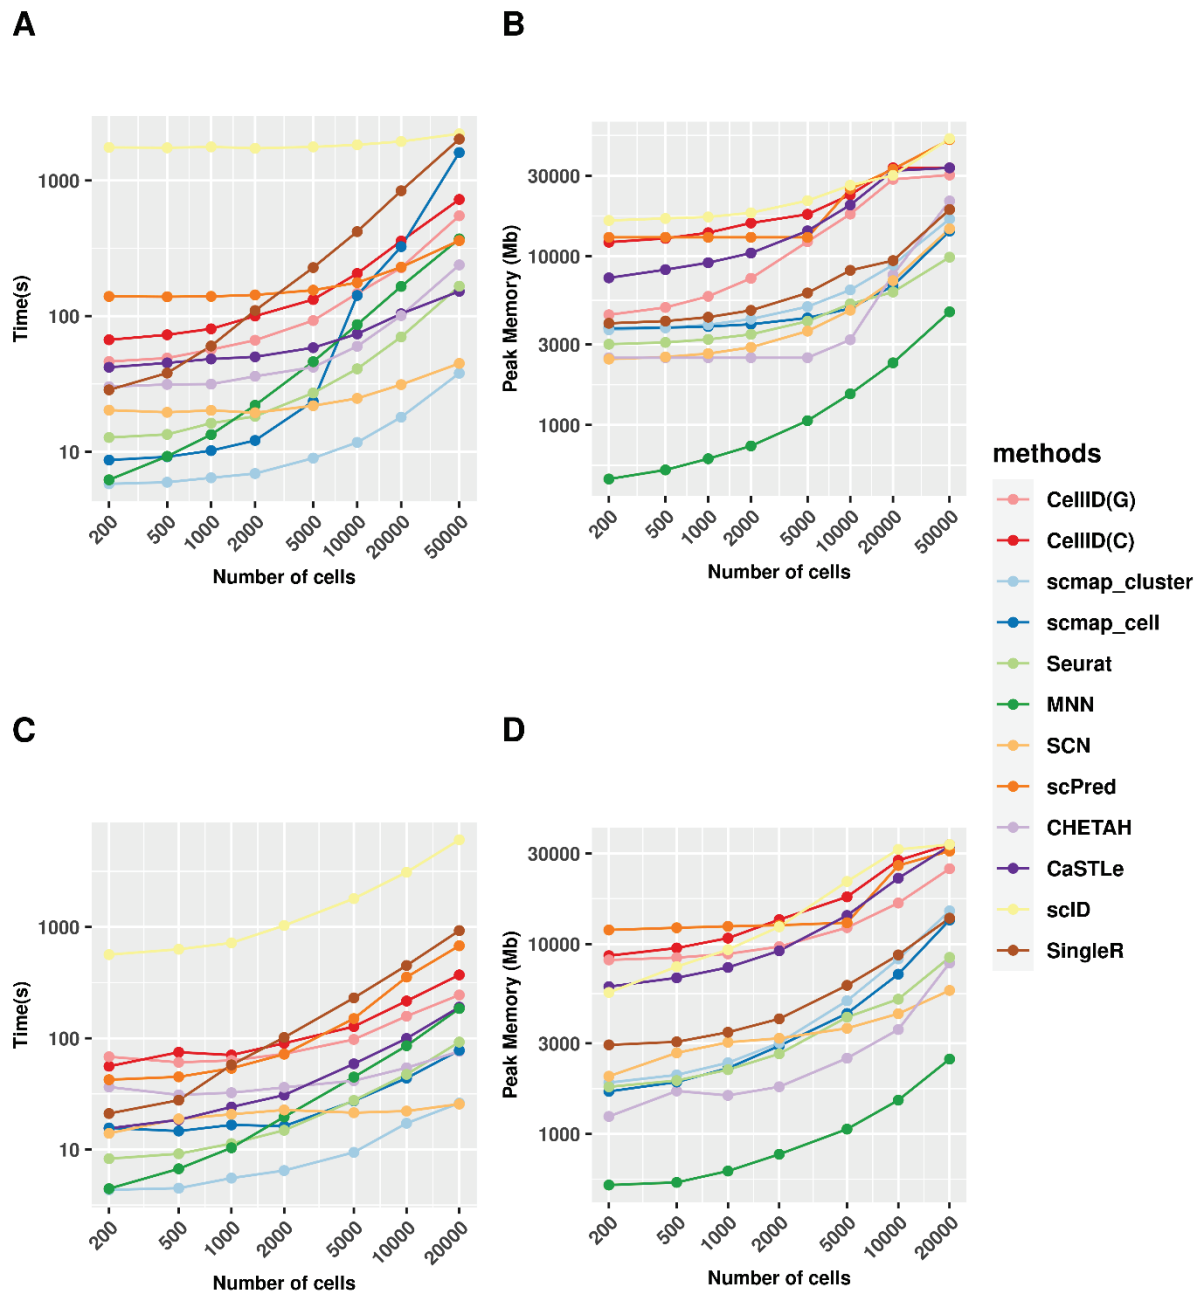 A
B
Time(s)
1000
100
10
200
500
1000
2000
5000
10000
20000
50000
Number of cells
Peak Memory (Mb)
30000
10000
3000
1000
200
500
1000
2000
5000
10000
20000
50000
Number of cells
methods
CellID(G)
CellID(C)
scmap_cluster
scmap_cell
Seurat
MNN
SCN
scPred
CHETAH
CaSTLe
scID
SingleR
C
D
Time(s)
1000
100
10
200
500
1000
2000
5000
10000
20000
Number of cells
Peak Memory (Mb)
30000
10000
3000
1000
200
500
1000
2000
5000
10000
20000
Number of cells